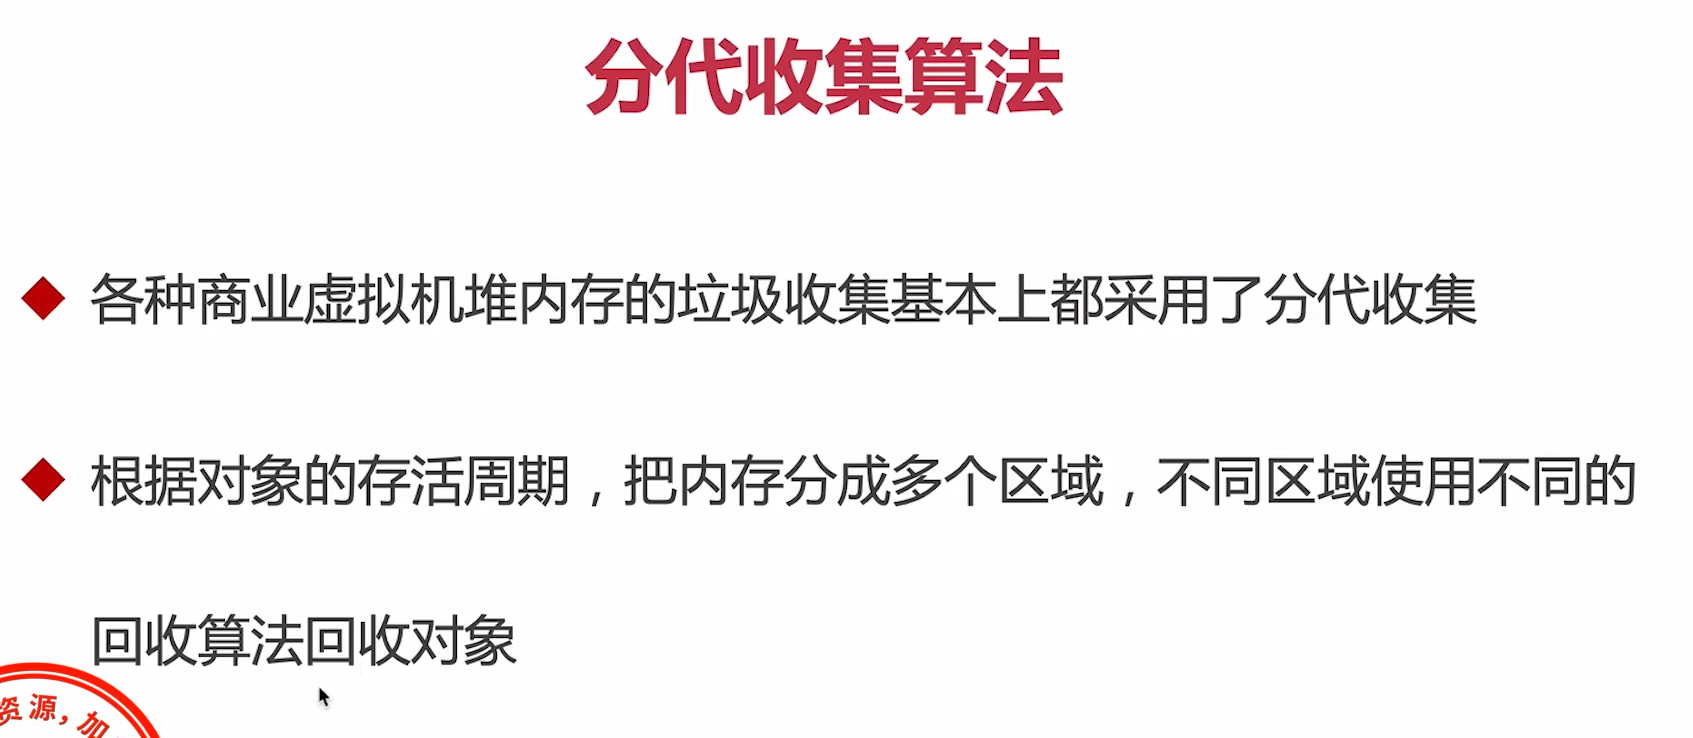 分代收集算法
各种商业虚拟机堆内存的垃圾收集基本上都采用了分代收集
根据对象的存活周期，把内存分成多个区域，不同区域使用不同的
回收算法回收对象
资源，加